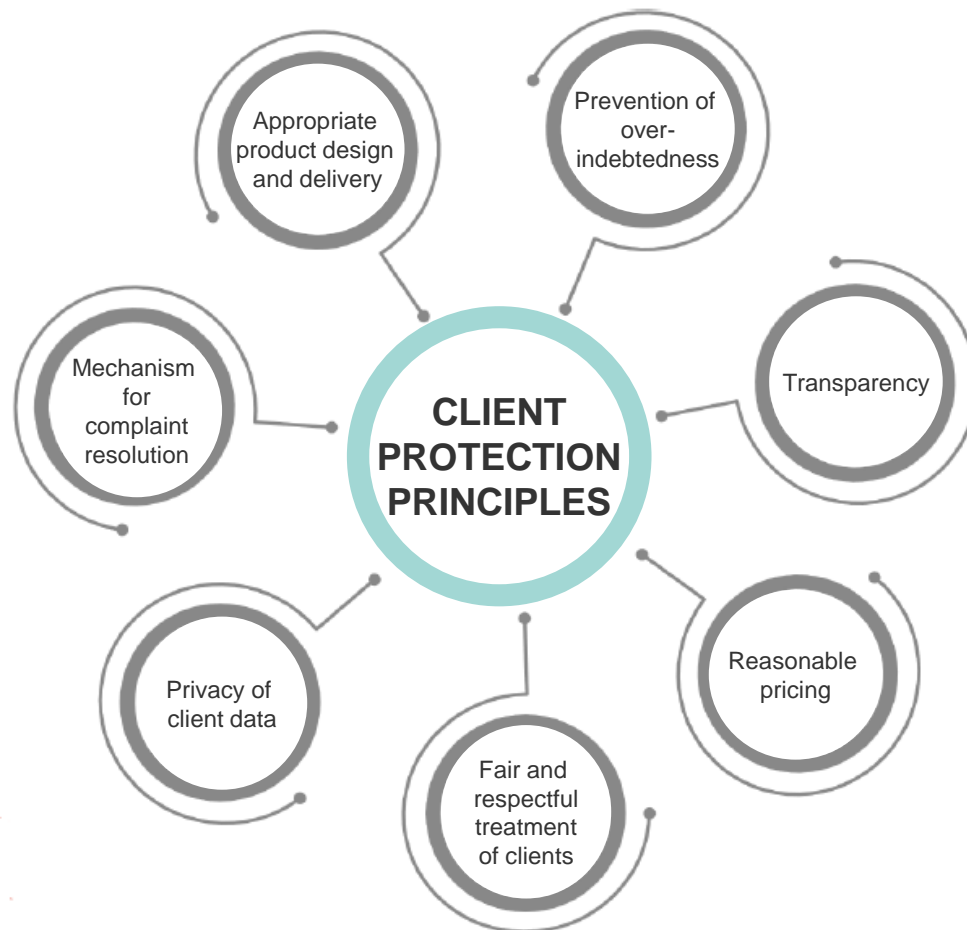 Appropriate
product design
and delivery
Prevention of
over-
indebtedness
Transparency
Reasonable
pricing
Fair and
respectful
treatment
of clients
Privacy of
client data
Mechanism
for
complaint
resolution
CLIENT
PROTECTION
PRINCIPLES